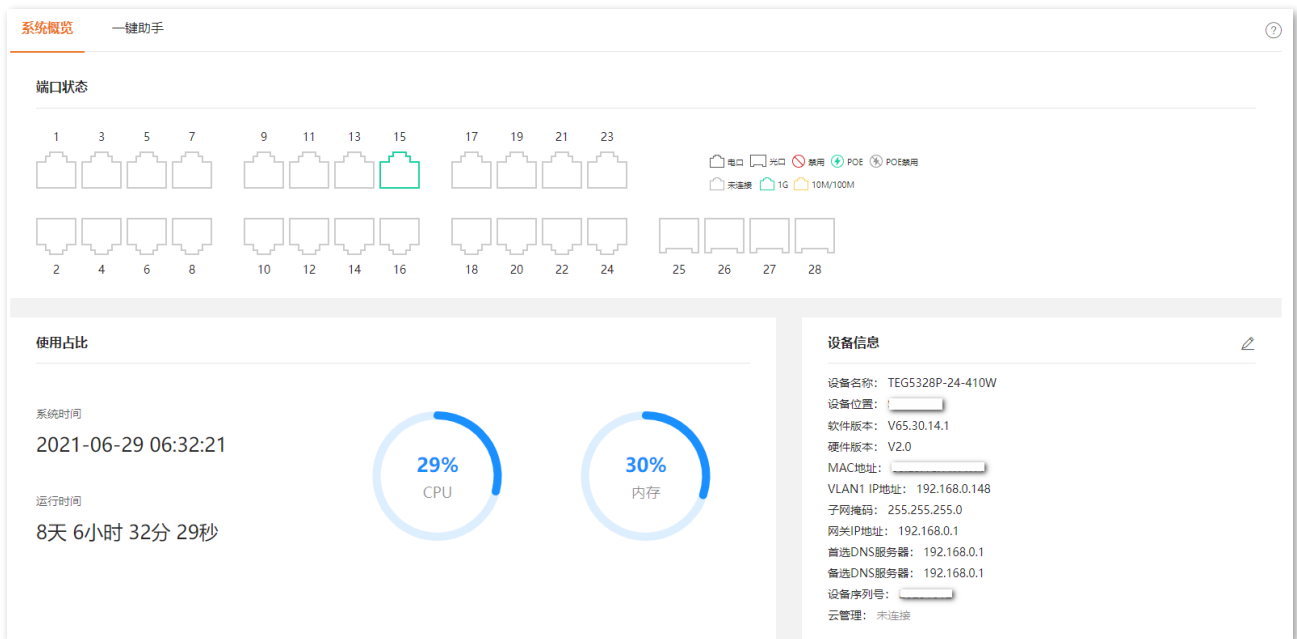 系统概览 一键助手
?
端口状态
1 3 5 7 9 11 13 15 17 19 21 23
电口 光口 禁用 POE POE禁用
未连接 1G 10M/100M
2 4 6 8 10 12 14 16 18 20 22 24 25 26 27 28
使用占比
系统时间
2021-06-29 06:32:21
运行时间
8天 6小时 32分 29秒
29%
CPU
30%
内存
设备信息
设备名称: TEG5328P-24-410W
设备位置:
软件版本: V65.30.14.1
硬件版本: V2.0
MAC地址:
VLAN1 IP地址: 192.168.0.148
子网掩码: 255.255.255.0
网关IP地址: 192.168.0.1
首选DNS服务器: 192.168.0.1
备选DNS服务器: 192.168.0.1
设备序列号:
云管理: 未连接